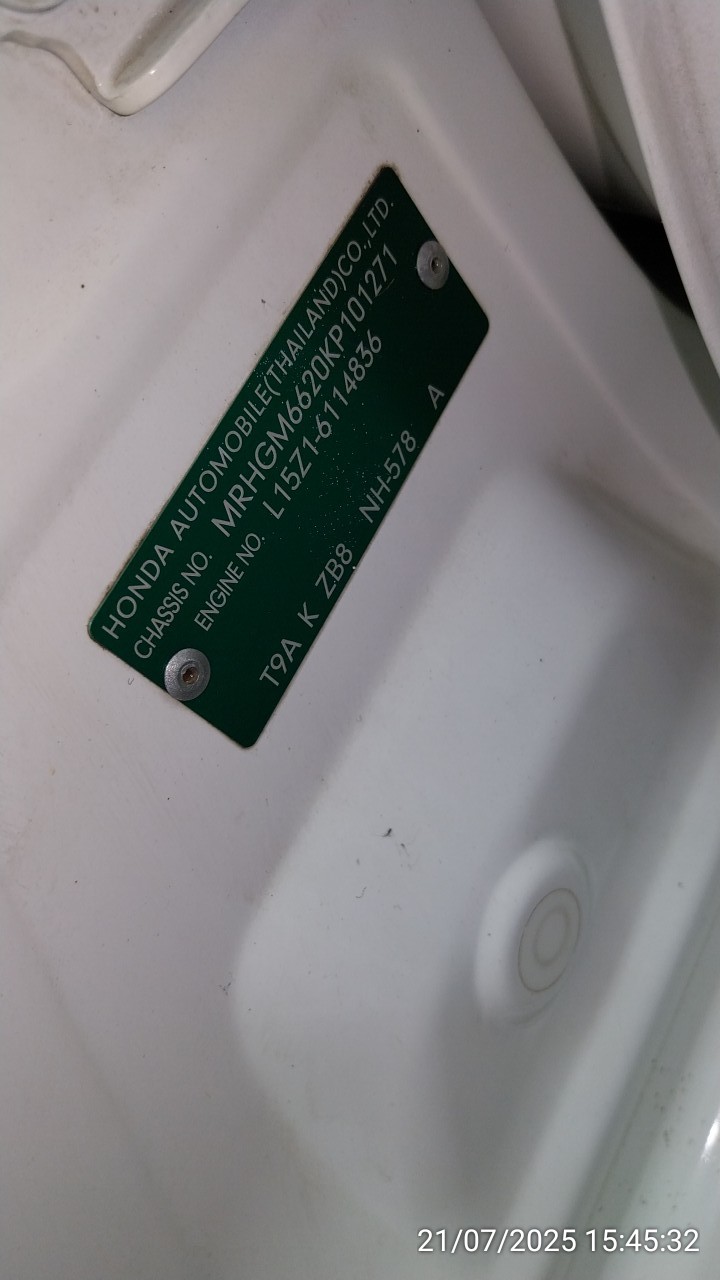 HONDA AUTOMOBILE(THAILAND)CO.,LTD.
CHASSIS NO. MRHGM6620KP101271
ENGINE NO. L15Z1-6114836
T9A K ZB8 NH-578 A
21/07/2025 15:45:32